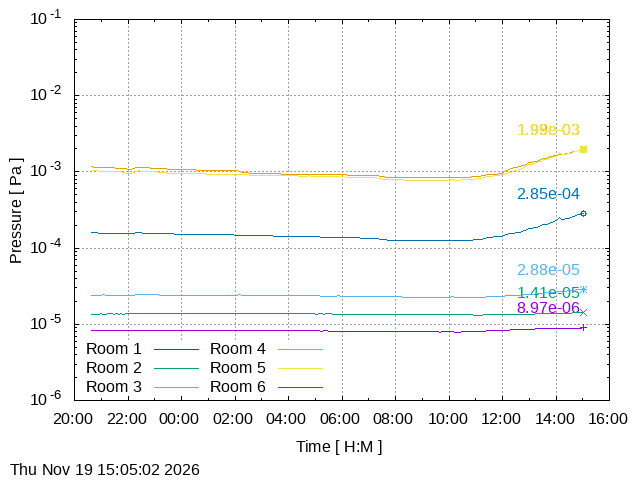 10^-1
10^-2
10^-3
10^-4
10^-5
10^-6
Pressure [ Pa ]
1.99e-03
2.85e-04
2.88e-05
1.41e-05
8.97e-06
Room 1 Room 4
Room 2 Room 5
Room 3 Room 6
20:00 22:00 00:00 02:00 04:00 06:00 08:00 10:00 12:00 14:00 16:00
Time [ H:M ]
Thu Nov 19 15:05:02 2026